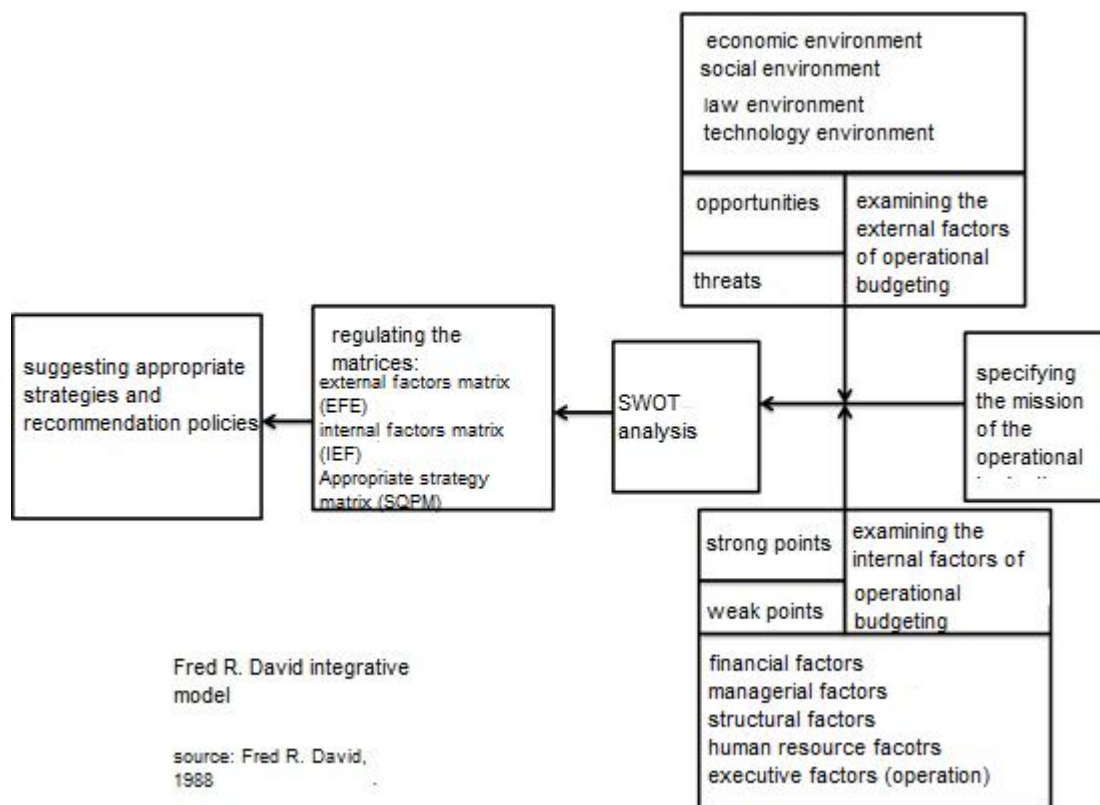 economic environment
social environment
law environment
technology environment
opportunities
threats
examining the
external factors
of operational
budgeting
specifying
the mission
of the
operational
SWOT
analysis
regulating the
matrices:
external factors matrix
(EFE)
internal factors matrix
(IEF)
Appropriate strategy
matrix (SQPM)
suggesting appropriate
strategies and
recommendation policies
strong points
weak points
examining the
internal factors of
operational
budgeting
financial factors
managerial factors
structural factors
human resource facotrs
executive factors (operation)
Fred R. David integrative
model
source: Fred R. David,
1988